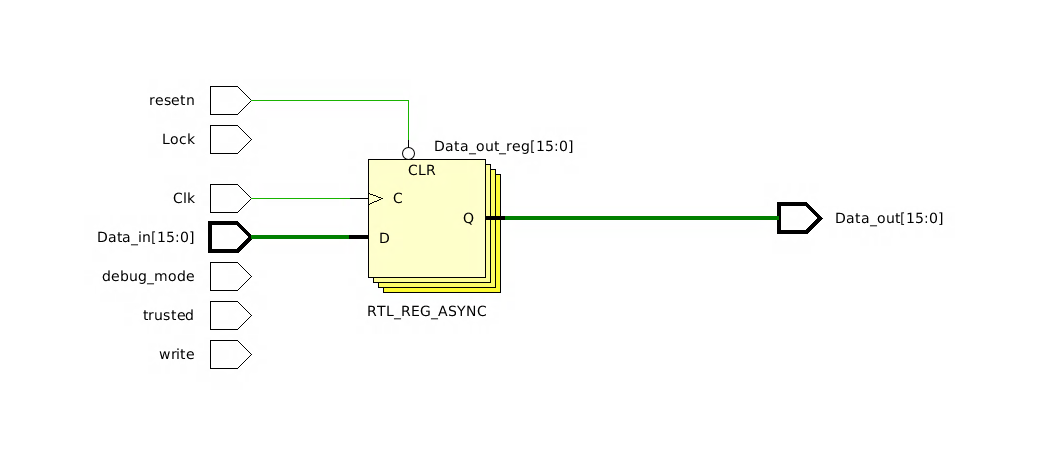 resetn
Lock
Data_out_reg[15:0]
CLR
Clk
C
Q
Data_out[15:0]
Data_in[15:0]
D
debug_mode
trusted
RTL_REG_ASYNC
write